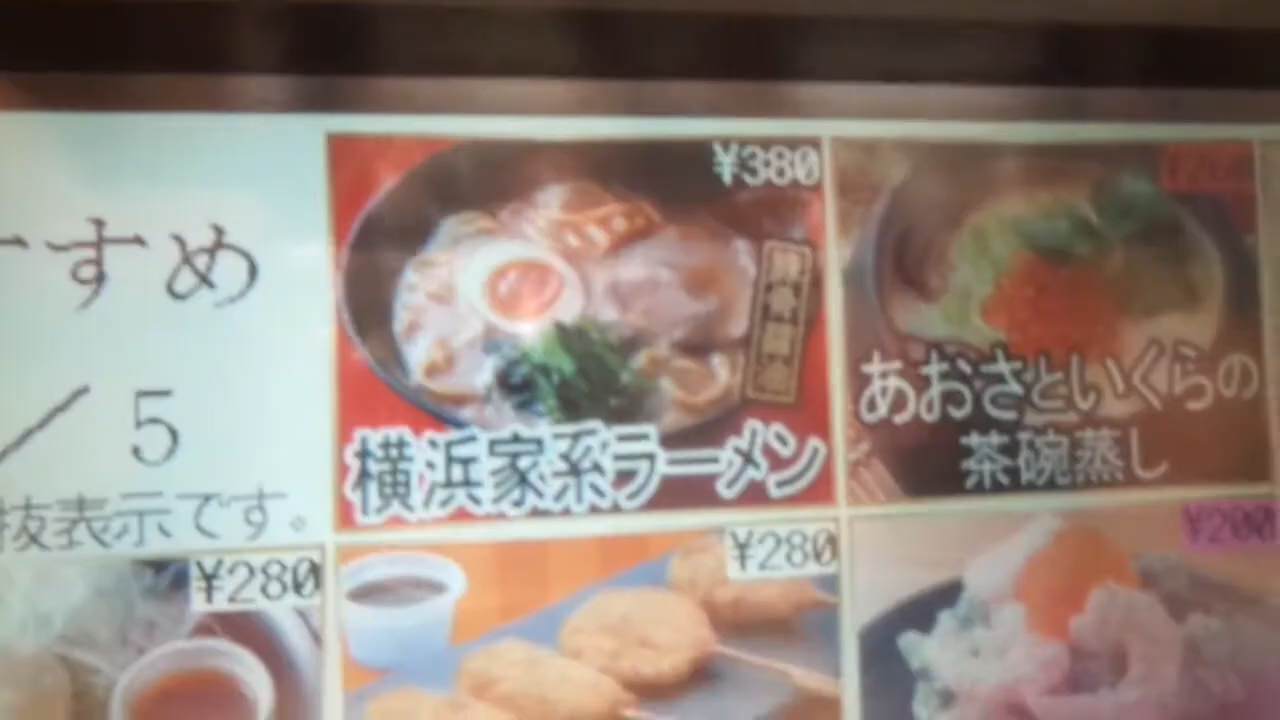 すすめ
／5
抜表示です。
¥380
横浜家系ラーメン
あおさといくらの
茶碗蒸し
¥280
¥280
¥200